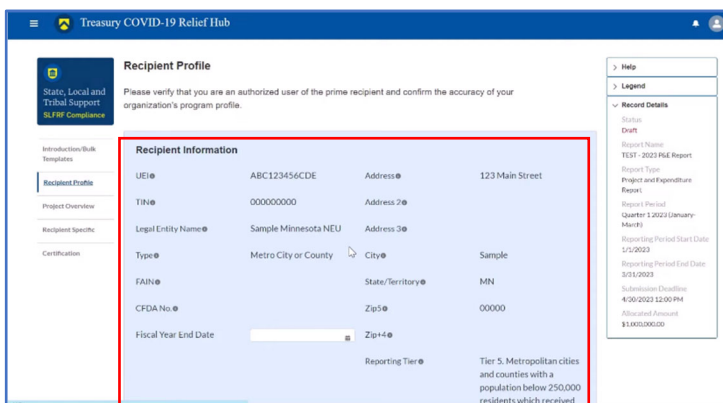 Treasury COVID-19 Relief Hub
State, Local and
Tribal Support
SLFRF Compliance
Introduction/Bulk
Templates
Recipient Profile
Project Overview
Recipient Specific
Certification
Recipient Profile
Please verify that you are an authorized user of the prime recipient and confirm the accuracy of your
organization's program profile.
Recipient Information
UEI ABC123456CDE Address 123 Main Street
TIN 000000000 Address 2
Legal Entity Name Sample Minnesota NEU Address 3
Type Metro City or County City Sample
FAIN State/Territory MN
CFDA No. Zip5 00000
Fiscal Year End Date Zip+4
Reporting Tier Tier 5. Metropolitan cities
and counties with a
population below 250,000
residents which received
Help
Legend
Record Details
Status
Draft
Report Name
TEST - 2023 P&E Report
Report Type
Project and Expenditure
Report
Report Period
Quarter 1 2023 (January-
March)
Reporting Period Start Date
1/1/2023
Reporting Period End Date
3/31/2023
Submission Deadline
4/30/2023 12:00 PM
Allocated Amount
$1,000,000.00